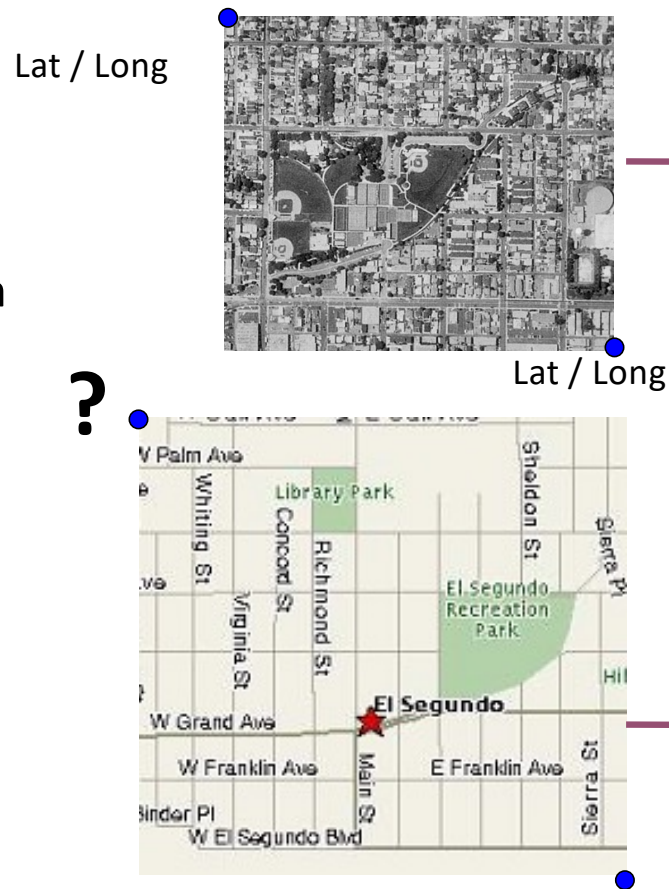 Lat / Long
Lat / Long
?
W Palm Ave
Library Park
Sheldon St
Whiting St
Concord St
Richmond St
Sierra Pl
El Segundo
Recreation
Park
Virginia St
El Segundo
W Grand Ave
W Franklin Ave
Main St
E Franklin Ave
Sierra St
W El Segundo Blvd